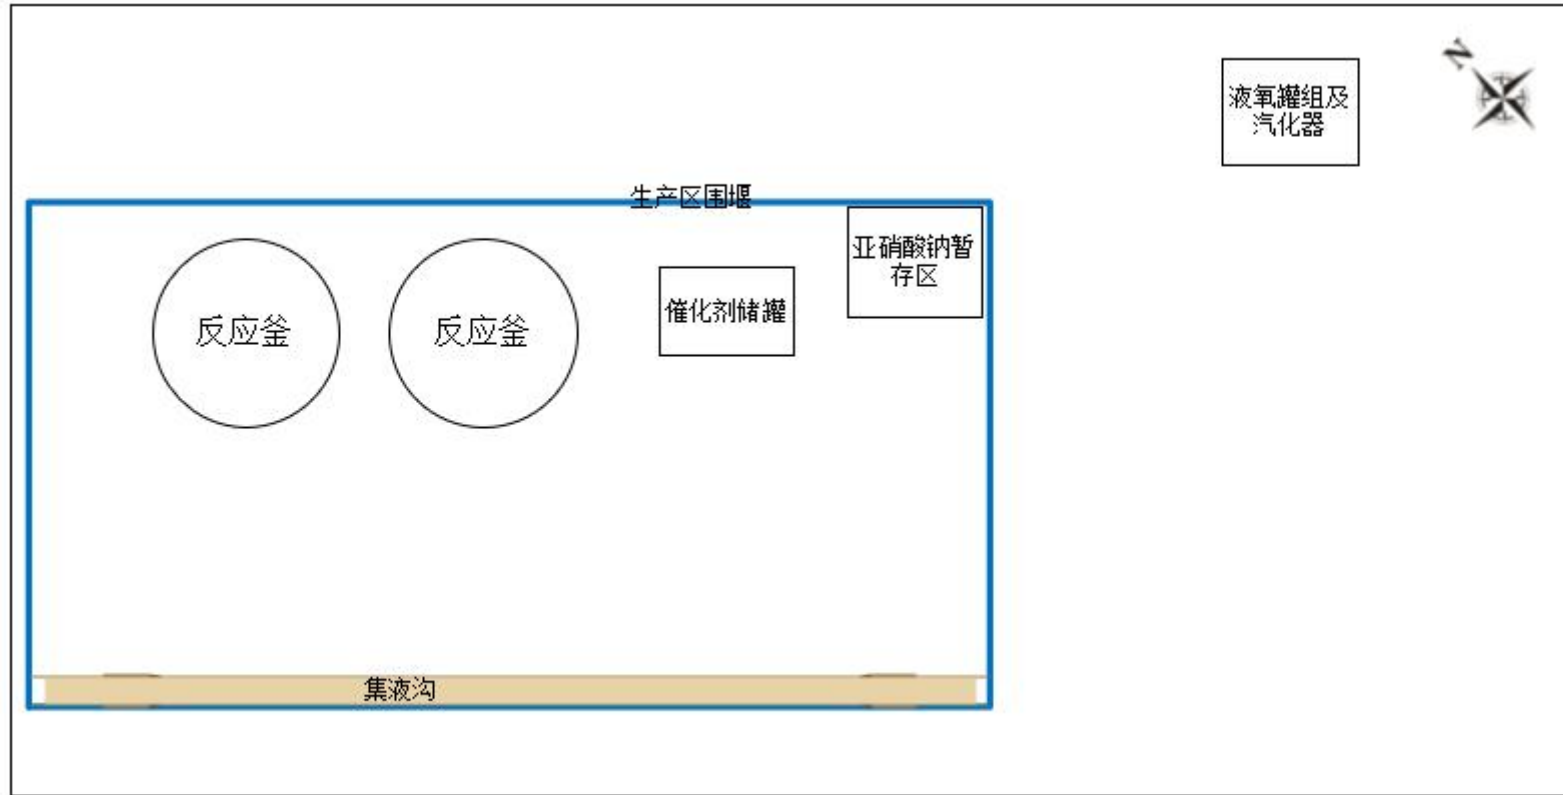 N
液氧罐组及
汽化器
生产区围堰
亚硝酸钠暂
存区
反应釜
反应釜
催化剂储罐
集液沟